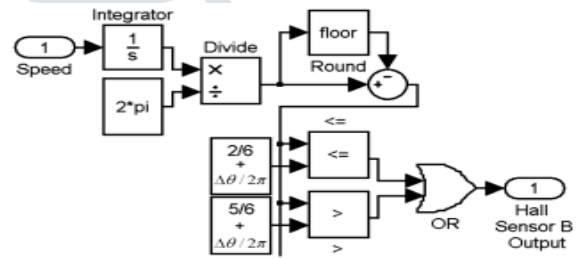 Integrator
1
Speed
1
s
Divide
×
÷
2*pi
floor
Round
+
−
<=
2/6
+
Δθ/2π
<=
5/6
+
Δθ/2π
>
>
OR
1
Hall
Sensor B
Output